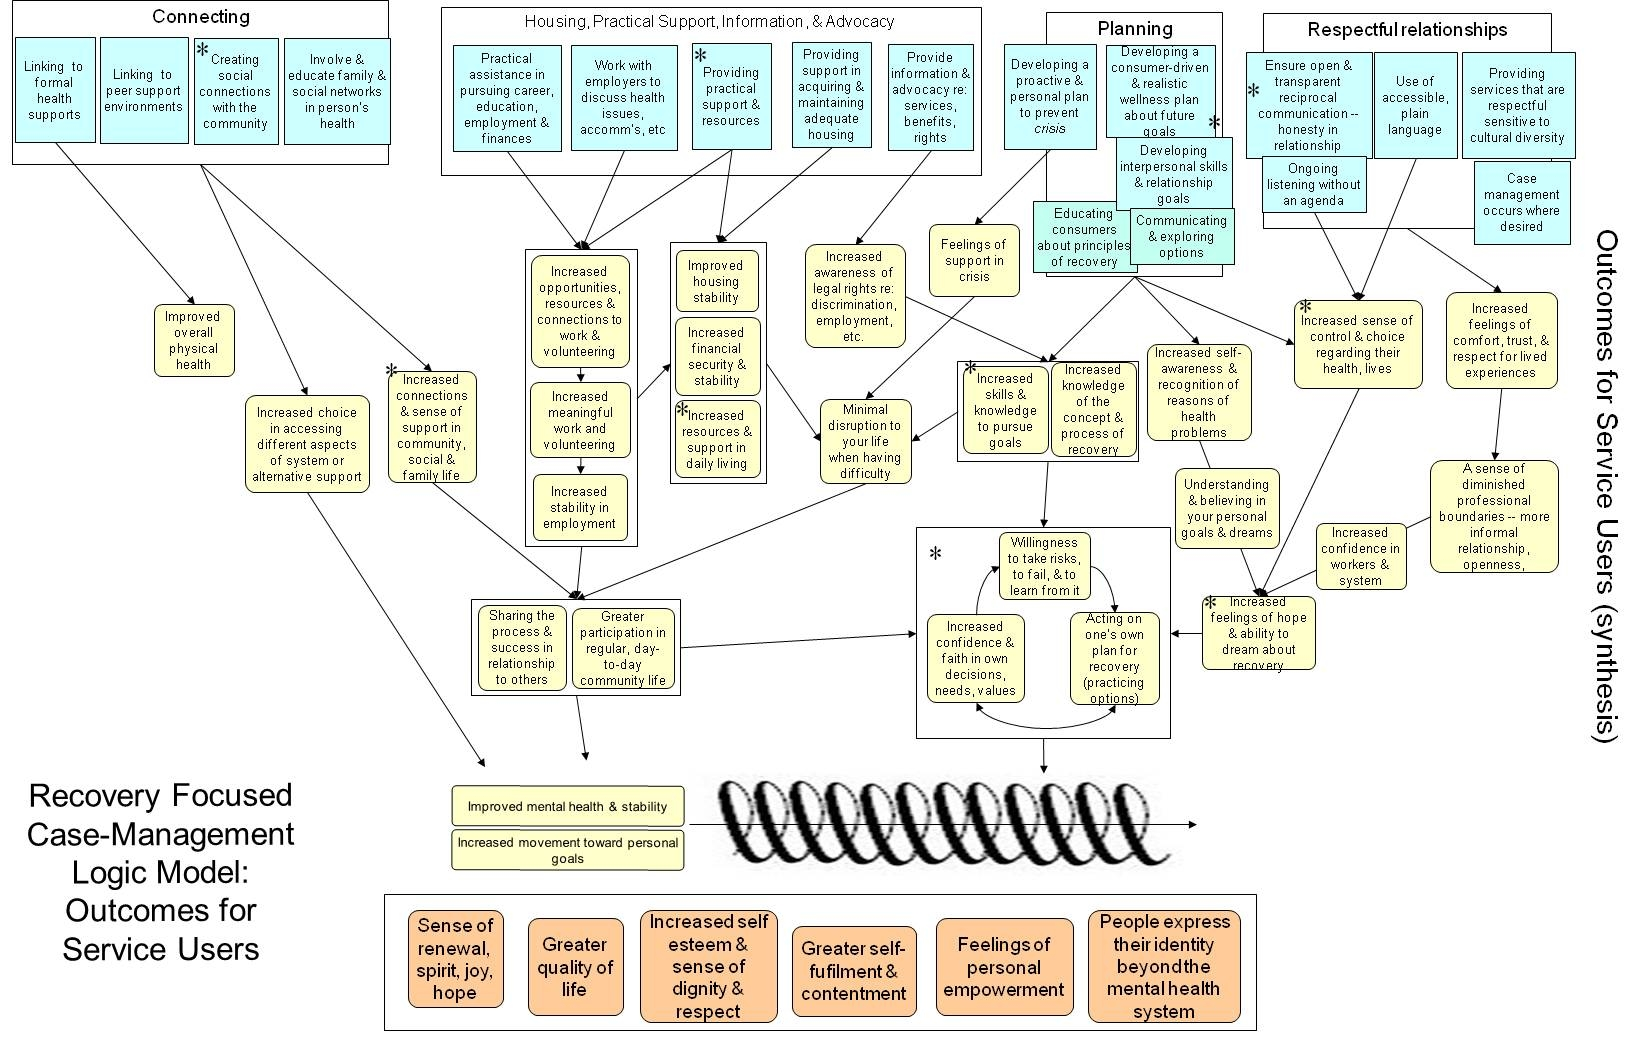 Connecting
Linking to
formal
health
supports
Linking to
peer support
environments
*
Creating
social
connections
with the
community
Involve &
educate family &
social networks
in person's
health
Housing, Practical Support, Information, & Advocacy
Practical
assistance in
pursuing career,
education,
employment &
finances
Work with
employers to
discuss health
issues,
accomm's, etc
*
Providing
practical
support &
resources
Providing
support in
acquiring &
maintaining
adequate
housing
Provide
information &
advocacy re:
services,
benefits,
rights
Planning
Developing a
proactive &
personal plan
to prevent
crisis
Developing a
consumer-driven
& realistic
wellness plan
about future
goals
*
Developing
interpersonal skills
& relationship
goals
Educating
consumers
about principles
of recovery
Communicating
& exploring
options
Respectful relationships
*
Ensure open &
transparent
reciprocal
communication --
honesty in
relationship
Use of
accessible,
plain
language
Providing
services that are
respectful
sensitive to
cultural diversity
Ongoing
listening without
an agenda
Case
management
occurs where
desired
Improved
overall
physical
health
Increased choice
in accessing
different aspects
of system or
alternative support
*
Increased
connections
& sense of
support in
community,
social &
family life
Increased
opportunities,
resources &
connections to
work &
volunteering
Increased
meaningful
work and
volunteering
Increased
stability in
employment
Improved
housing
stability
Increased
financial
security &
stability
*
Increased
resources &
support in
daily living
Increased
awareness of
legal rights re:
discrimination,
employment,
etc.
Feelings of
support in
crisis
Minimal
disruption to
your life
when having
difficulty
*
Increased
skills &
knowledge
to pursue
goals
Increased
knowledge
of the
concept &
process of
recovery
Increased self-
awareness &
recognition of
reasons of
health
problems
*
Increased sense of
control & choice
regarding their
health, lives
Increased
feelings of
comfort, trust, &
respect for lived
experiences
Understanding
& believing in
your personal
goals & dreams
A sense of
diminished
professional
boundaries -- more
informal
relationship,
openness,
Increased
confidence in
workers &
system
*
Increased
feelings of hope
& ability to
dream about
recovery
Sharing the
process &
success in
relationship
to others
Greater
participation in
regular, day-
to-day
community life
*
Willingness
to take risks,
to fail, & to
learn from it
Increased
confidence &
faith in own
decisions,
needs, values
Acting on
one's own
plan for
recovery
(practicing
options)
Outcomes for Service Users (synthesis)
Recovery Focused
Case-Management
Logic Model:
Outcomes for
Service Users
Improved mental health & stability
Increased movement toward personal
goals
Sense of
renewal,
spirit, joy,
hope
Greater
quality of
life
Increased self
esteem &
sense of
dignity &
respect
Greater self-
fufilment &
contentment
Feelings of
personal
empowerment
People express
their identity
beyond the
mental health
system